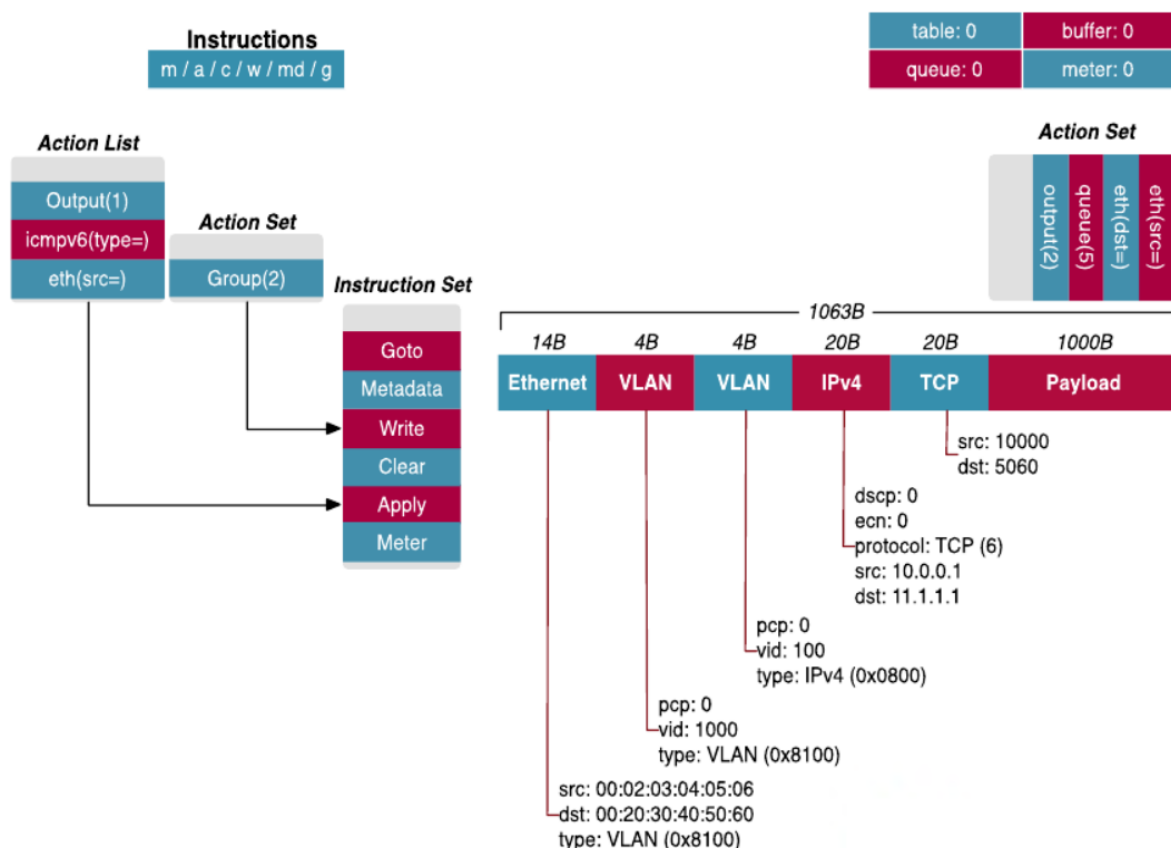 Instructions
m / a / c / w / md / g
table: 0
buffer: 0
queue: 0
meter: 0
Action List
Output(1)
icmpv6(type=)
eth(src=)
Action Set
Group(2)
Instruction Set
Goto
Metadata
Write
Clear
Apply
Meter
Action Set
output(2)
queue(5)
eth(dst=)
eth(src=)
1063B
14B
4B
4B
20B
20B
1000B
Ethernet
VLAN
VLAN
IPv4
TCP
Payload
src: 10000
dst: 5060
dscp: 0
ecn: 0
protocol: TCP (6)
src: 10.0.0.1
dst: 11.1.1.1
pcp: 0
vid: 100
type: IPv4 (0x0800)
pcp: 0
vid: 1000
type: VLAN (0x8100)
src: 00:02:03:04:05:06
dst: 00:20:30:40:50:60
type: VLAN (0x8100)